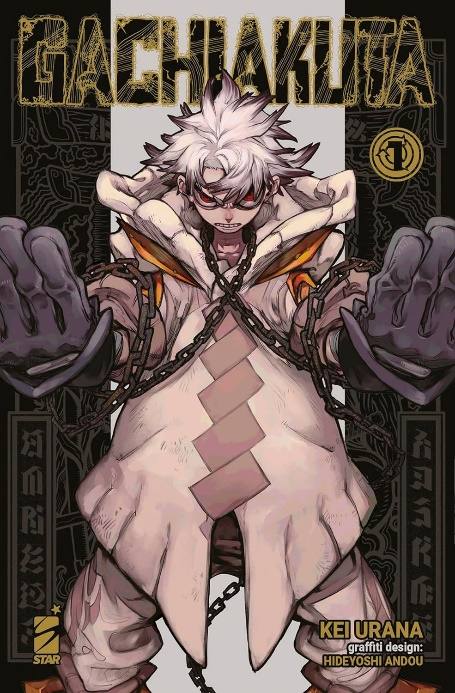 GACHIAKUTA
1
KEI URANA
graffiti design:
HIDEYOSHI ANDOU
STAR